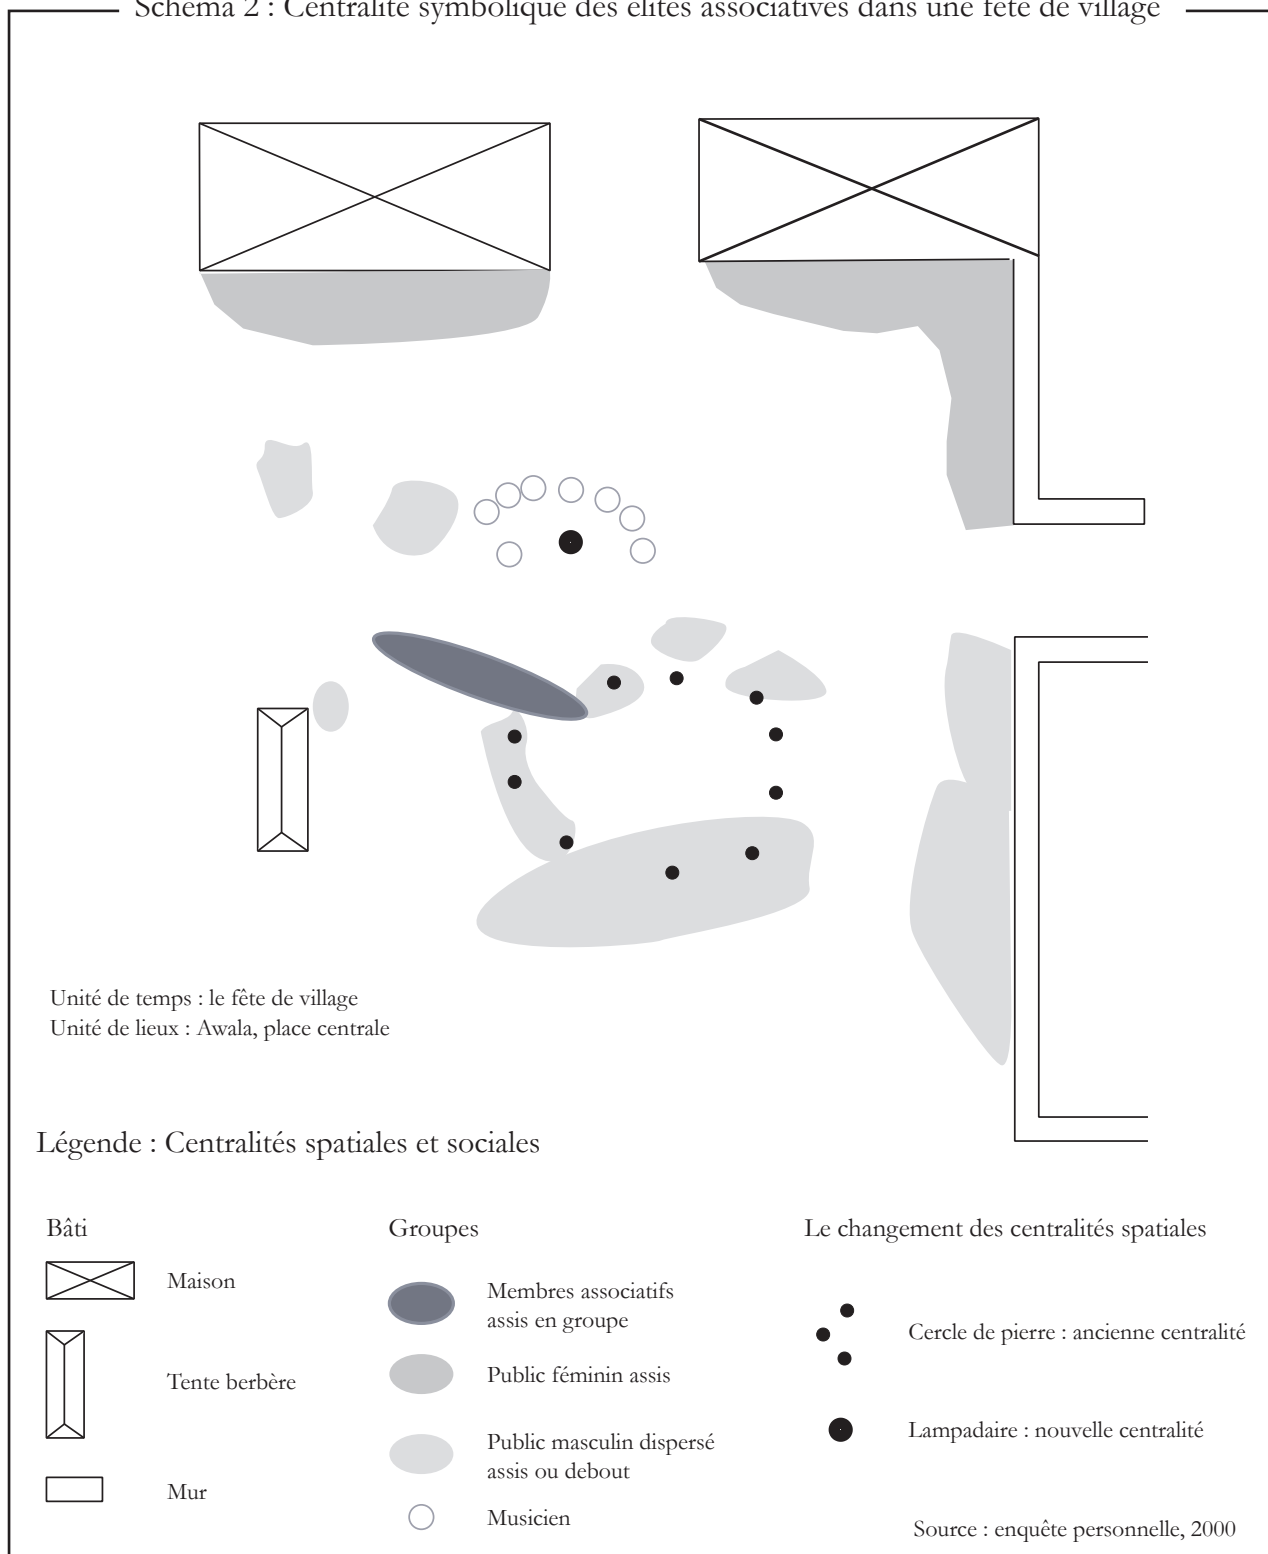 Schéma 2 : Centralité symbolique des élites associatives dans une fête de village
Unité de temps : le fête de village
Unité de lieux : Awala, place centrale
Légende : Centralités spatiales et sociales
Bâti
Maison
Tente berbère
Mur
Groupes
Membres associatifs
assis en groupe
Public féminin assis
Public masculin dispersé
assis ou debout
Musicien
Le changement des centralités spatiales
Cercle de pierre : ancienne centralité
Lampadaire : nouvelle centralité
Source : enquête personnelle, 2000